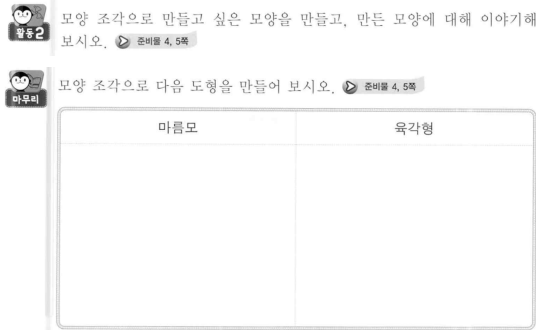 활동2
모양 조각으로 만들고 싶은 모양을 만들고, 만든 모양에 대해 이야기해
보시오. 준비물 4, 5쪽
마무리
모양 조각으로 다음 도형을 만들어 보시오. 준비물 4, 5쪽
마름모 육각형